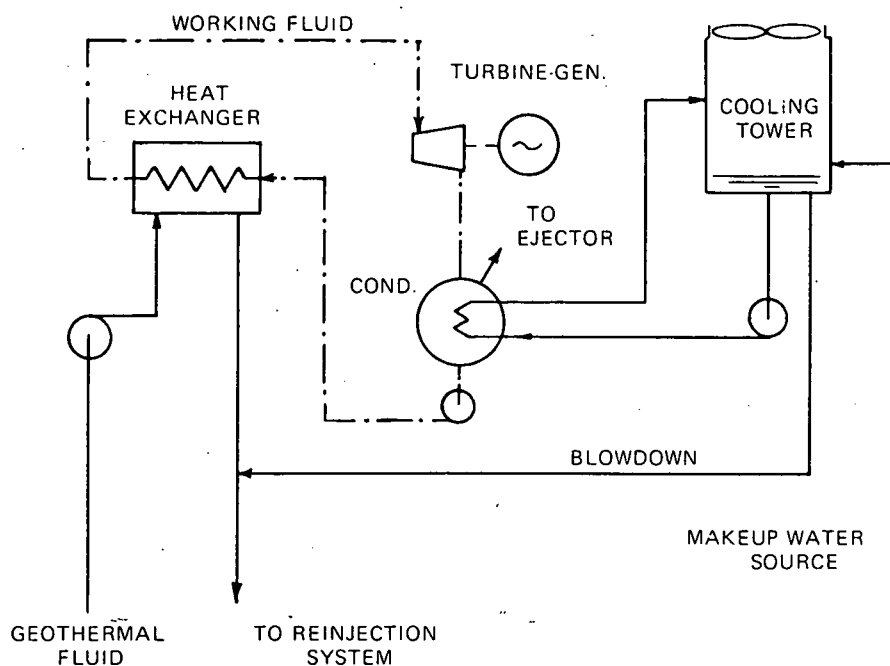 WORKING FLUID
TURBINE-GEN.
HEAT
EXCHANGER
COOLING
TOWER
TO
EJECTOR
COND.
BLOWDOWN
MAKEUP WATER
SOURCE
GEOTHERMAL
FLUID
TO REINJECTION
SYSTEM